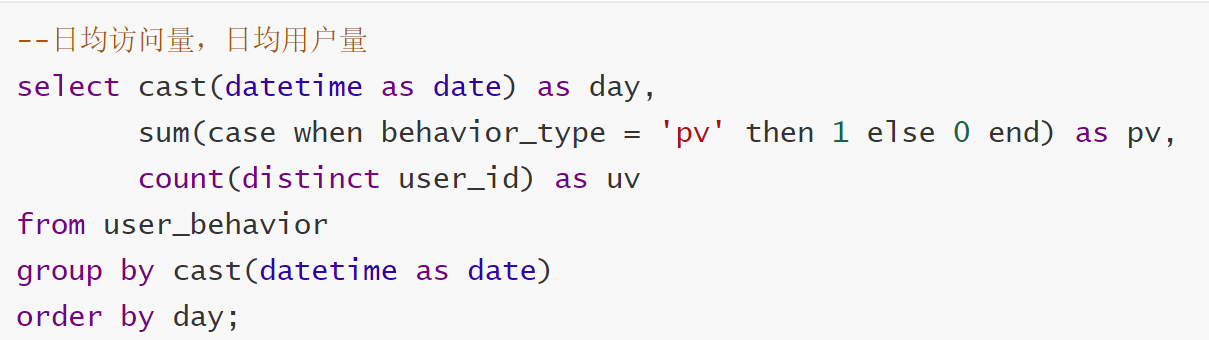 --日均访问量，日均用户量
select cast(datetime as date) as day,
       sum(case when behavior_type = 'pv' then 1 else 0 end) as pv,
       count(distinct user_id) as uv
from user_behavior
group by cast(datetime as date)
order by day;